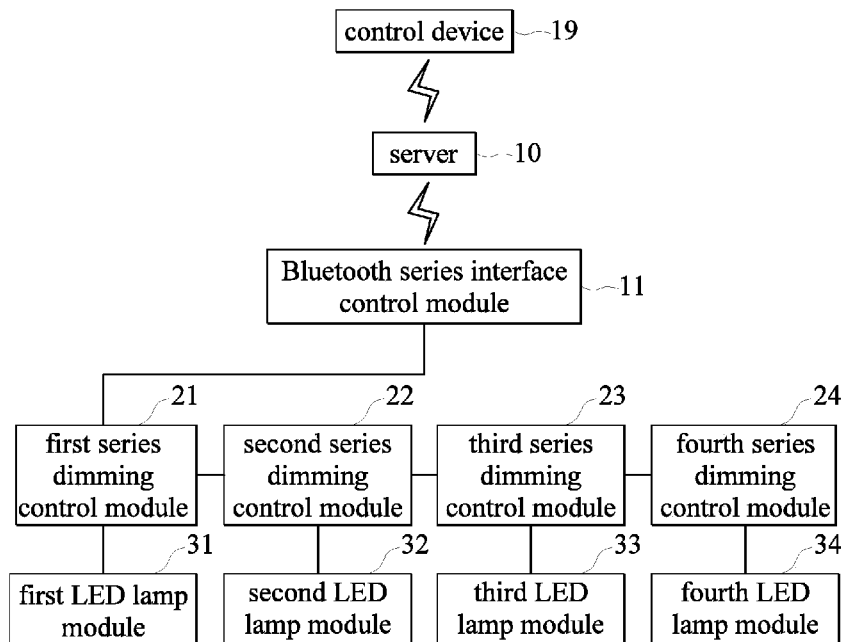 control device
19
server
10
Bluetooth series interface
control module
11
21
22
23
24
first series
dimming
control module
second series
dimming
control module
third series
dimming
control module
fourth series
dimming
control module
31
32
33
34
first LED lamp
module
second LED
lamp module
third LED
lamp module
fourth LED
lamp module